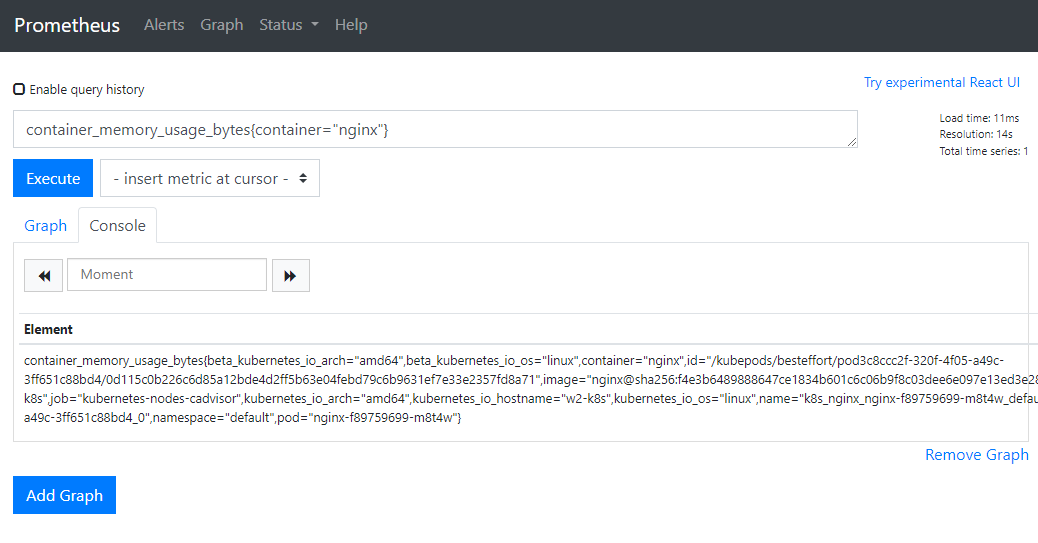 Prometheus Alerts Graph Status Help
Try experimental React UI
Enable query history
container_memory_usage_bytes{container="nginx"}
Load time: 11ms
Resolution: 14s
Total time series: 1
Execute - insert metric at cursor -
Graph Console
Moment
Element
container_memory_usage_bytes{beta_kubernetes_io_arch="amd64",beta_kubernetes_io_os="linux",container="nginx",id="/kubepods/besteffort/pod3c8ccc2f-320f-4f05-a49c-
3ff651c88bd4/0d115c0b226c6d85a12bde4d2ff5b63e04febd79c6b9631ef7e33e2357fd8a71",image="nginx@sha256:f4e3b6489888647ce1834b601c6c06b9f8c03dee6e097e13ed3e28
k8s",job="kubernetes-nodes-cadvisor",kubernetes_io_arch="amd64",kubernetes_io_hostname="w2-k8s",kubernetes_io_os="linux",name="k8s_nginx_nginx-f89759699-m8t4w_defau
a49c-3ff651c88bd4_0",namespace="default",pod="nginx-f89759699-m8t4w"}
Remove Graph
Add Graph